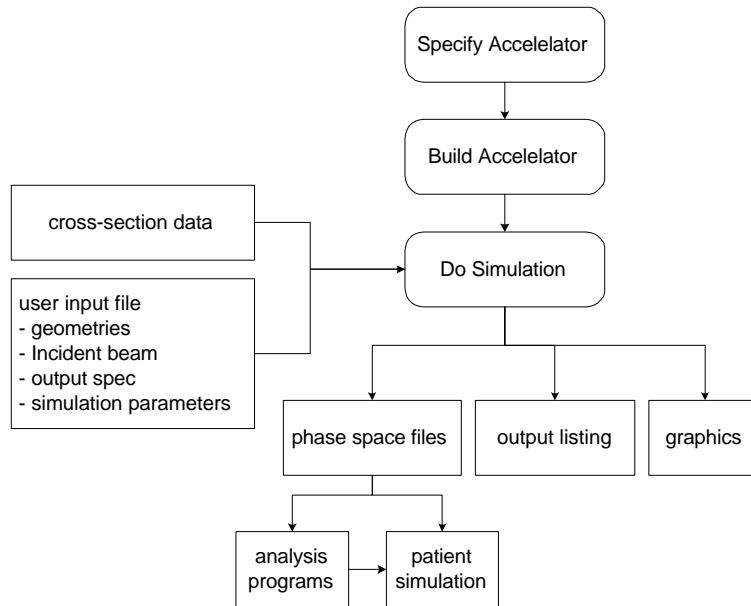 Specify Accelelator
Build Accelelator
cross-section data
Do Simulation
user input file
- geometries
- Incident beam
- output spec
- simulation parameters
phase space files
output listing
graphics
analysis
programs
patient
simulation